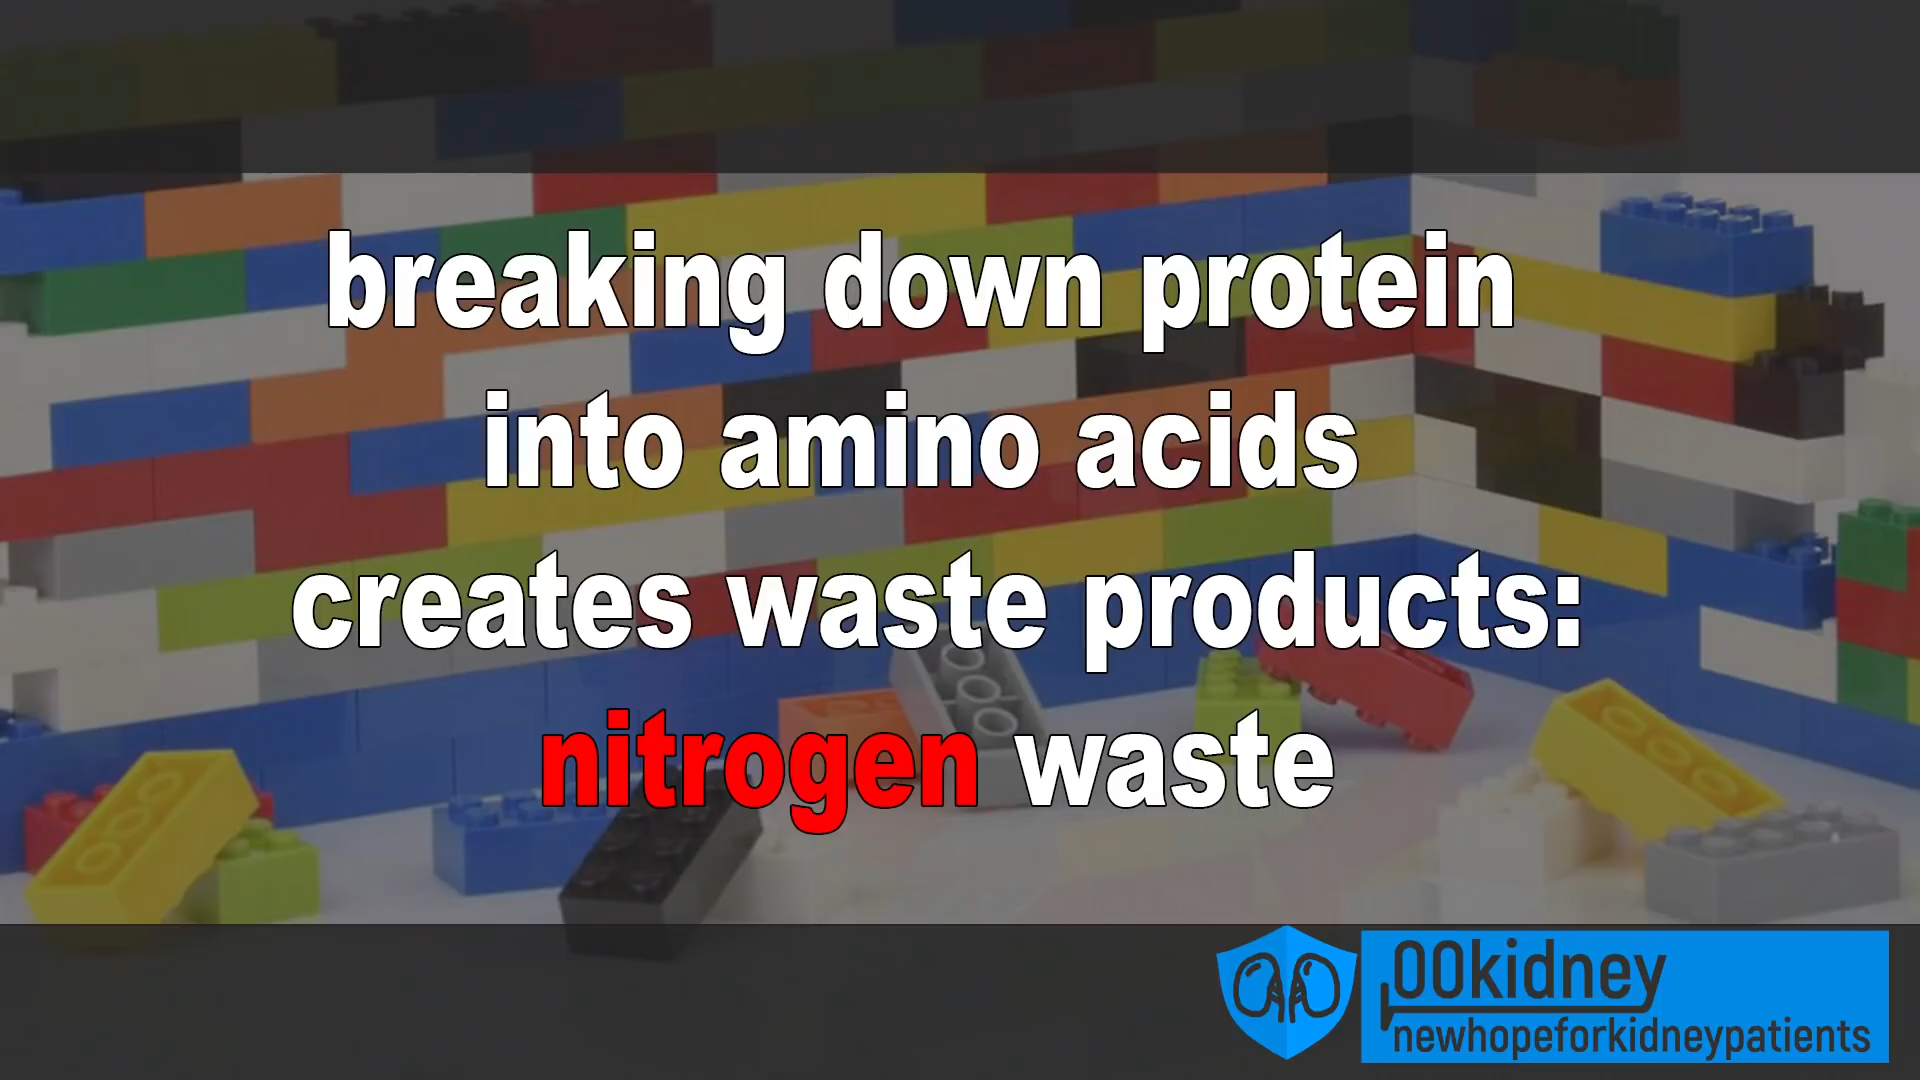 breaking down protein
into amino acids
creates waste products:
nitrogen waste
00kidney
newhopeforkidneypatients